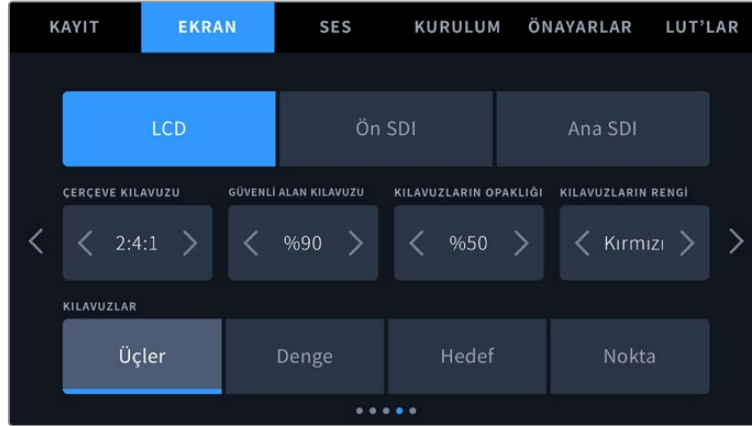 KAYIT EKRAN SES KURULUM ÖNAYARLAR LUT’LAR
LCD Ön SDI Ana SDI
ÇERÇEVE KILAVUZU GÜVENLİ ALAN KILAVUZU KILAVUZLARIN OPAKLIĞI KILAVUZLARIN RENGİ
2:4:1 %90 %50 Kırmızı
KILAVUZLAR
Üçler Denge Hedef Nokta